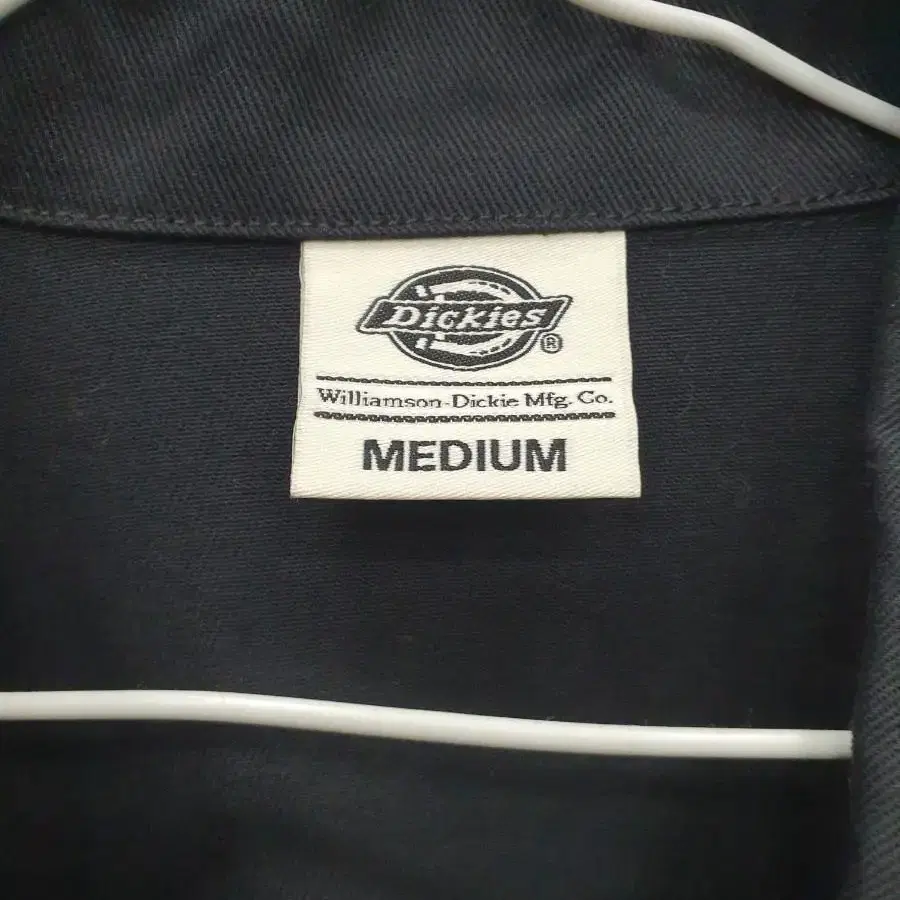 Dickies
®
Williamson-Dickie Mfg. Co.
MEDIUM